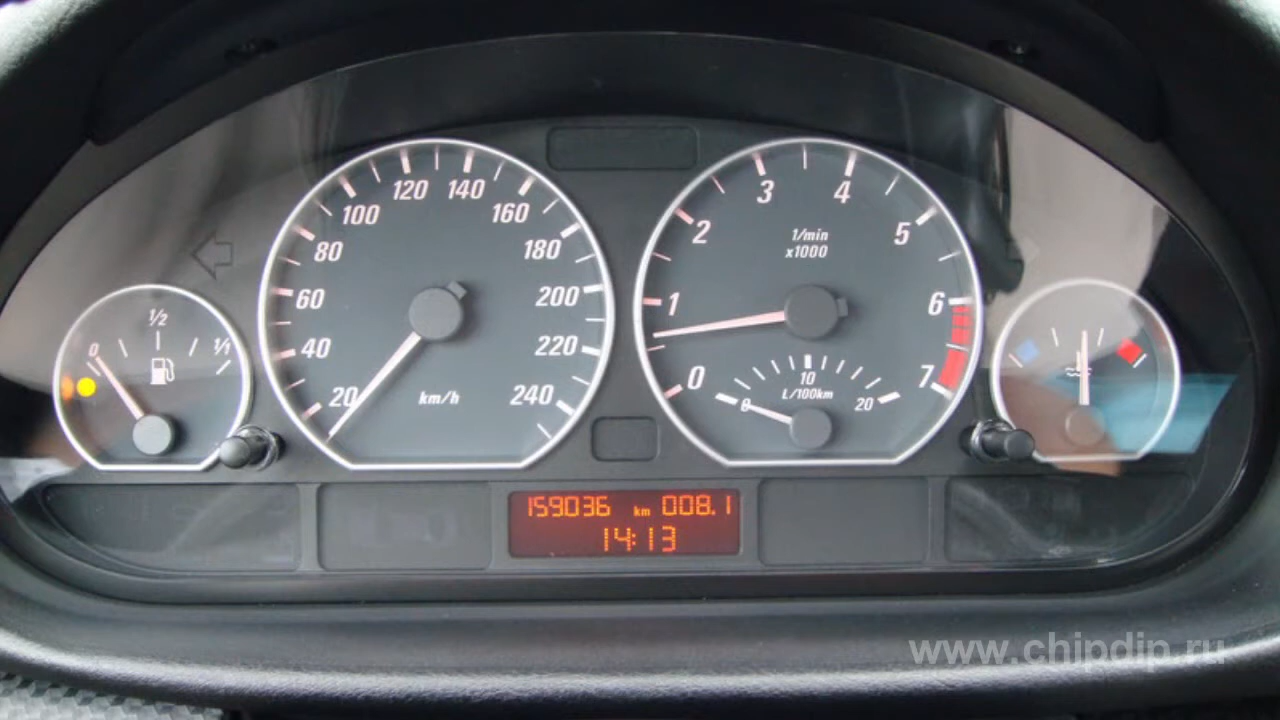 0 1/2 1/1
20 40 60 80 100 120 140 160 180 200 220 240
km/h
0 1 2 3 4 5 6 7
1/min
x1000
0 10 20
L/100km
159036 km 008.1
14:13
www.chipdip.ru